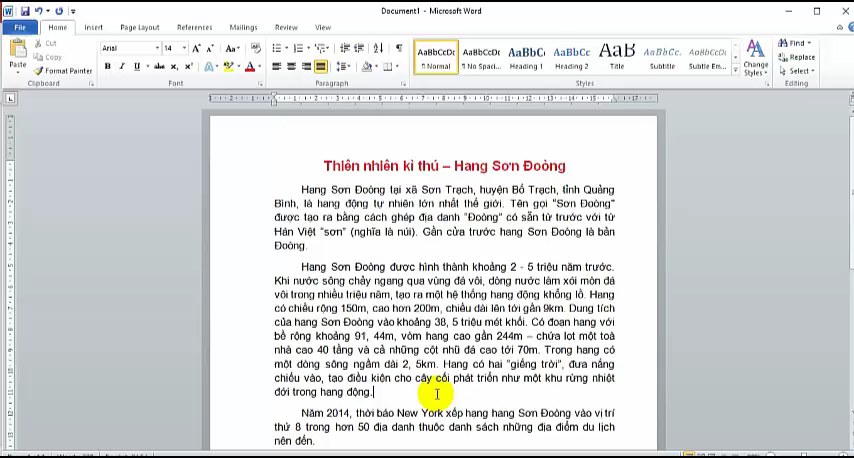 Document1 - Microsoft Word
File Home Insert Page Layout References Mailings Review View
Cut
Copy
Paste
Format Painter
Clipboard
Arial 14
Font
Paragraph
AaBbCcDc AaBbCcDc AaBbC AaBbCc AaB AaBbCc. AaBbCcDc
¶ Normal ¶ No Spaci... Heading 1 Heading 2 Title Subtitle Subtle Em...
Styles
Change Styles
Find
Replace
Select
Editing
Thiên nhiên kì thú – Hang Sơn Đoòng
Hang Sơn Đoòng tại xã Sơn Trạch, huyện Bố Trạch, tỉnh Quảng
Bình, là hang động tự nhiên lớn nhất thế giới. Tên gọi "Sơn Đoòng"
được tạo ra bằng cách ghép địa danh "Đoòng" có sẵn từ trước với từ
Hán Việt "sơn" (nghĩa là núi). Gần cửa trước hang Sơn Đoòng là bản
Đoòng.
Hang Sơn Đoòng được hình thành khoảng 2 - 5 triệu năm trước.
Khi nước sông chảy ngang qua vùng đá vôi, dòng nước làm xói mòn đá
vôi trong nhiều triệu năm, tạo ra một hệ thống hang động khổng lồ. Hang
có chiều rộng 150m, cao hơn 200m, chiều dài lên tới gần 9km. Dung tích
của hang Sơn Đoòng vào khoảng 38, 5 triệu mét khối. Có đoạn hang với
bề rộng khoảng 91, 44m, vòm hang cao gần 244m – chứa lọt một toà
nhà cao 40 tầng và cả những cột nhũ đá cao tới 70m. Trong hang có
một dòng sông ngầm dài 2, 5km. Hang có hai "giếng trời", đưa nắng
chiếu vào, tạo điều kiện cho cây cối phát triển như một khu rừng nhiệt
đới trong hang động.
Năm 2014, thời báo New York xếp hạng hang Sơn Đoòng vào vị trí
thứ 8 trong hơn 50 địa danh thuộc danh sách những địa điểm du lịch
nên đến.